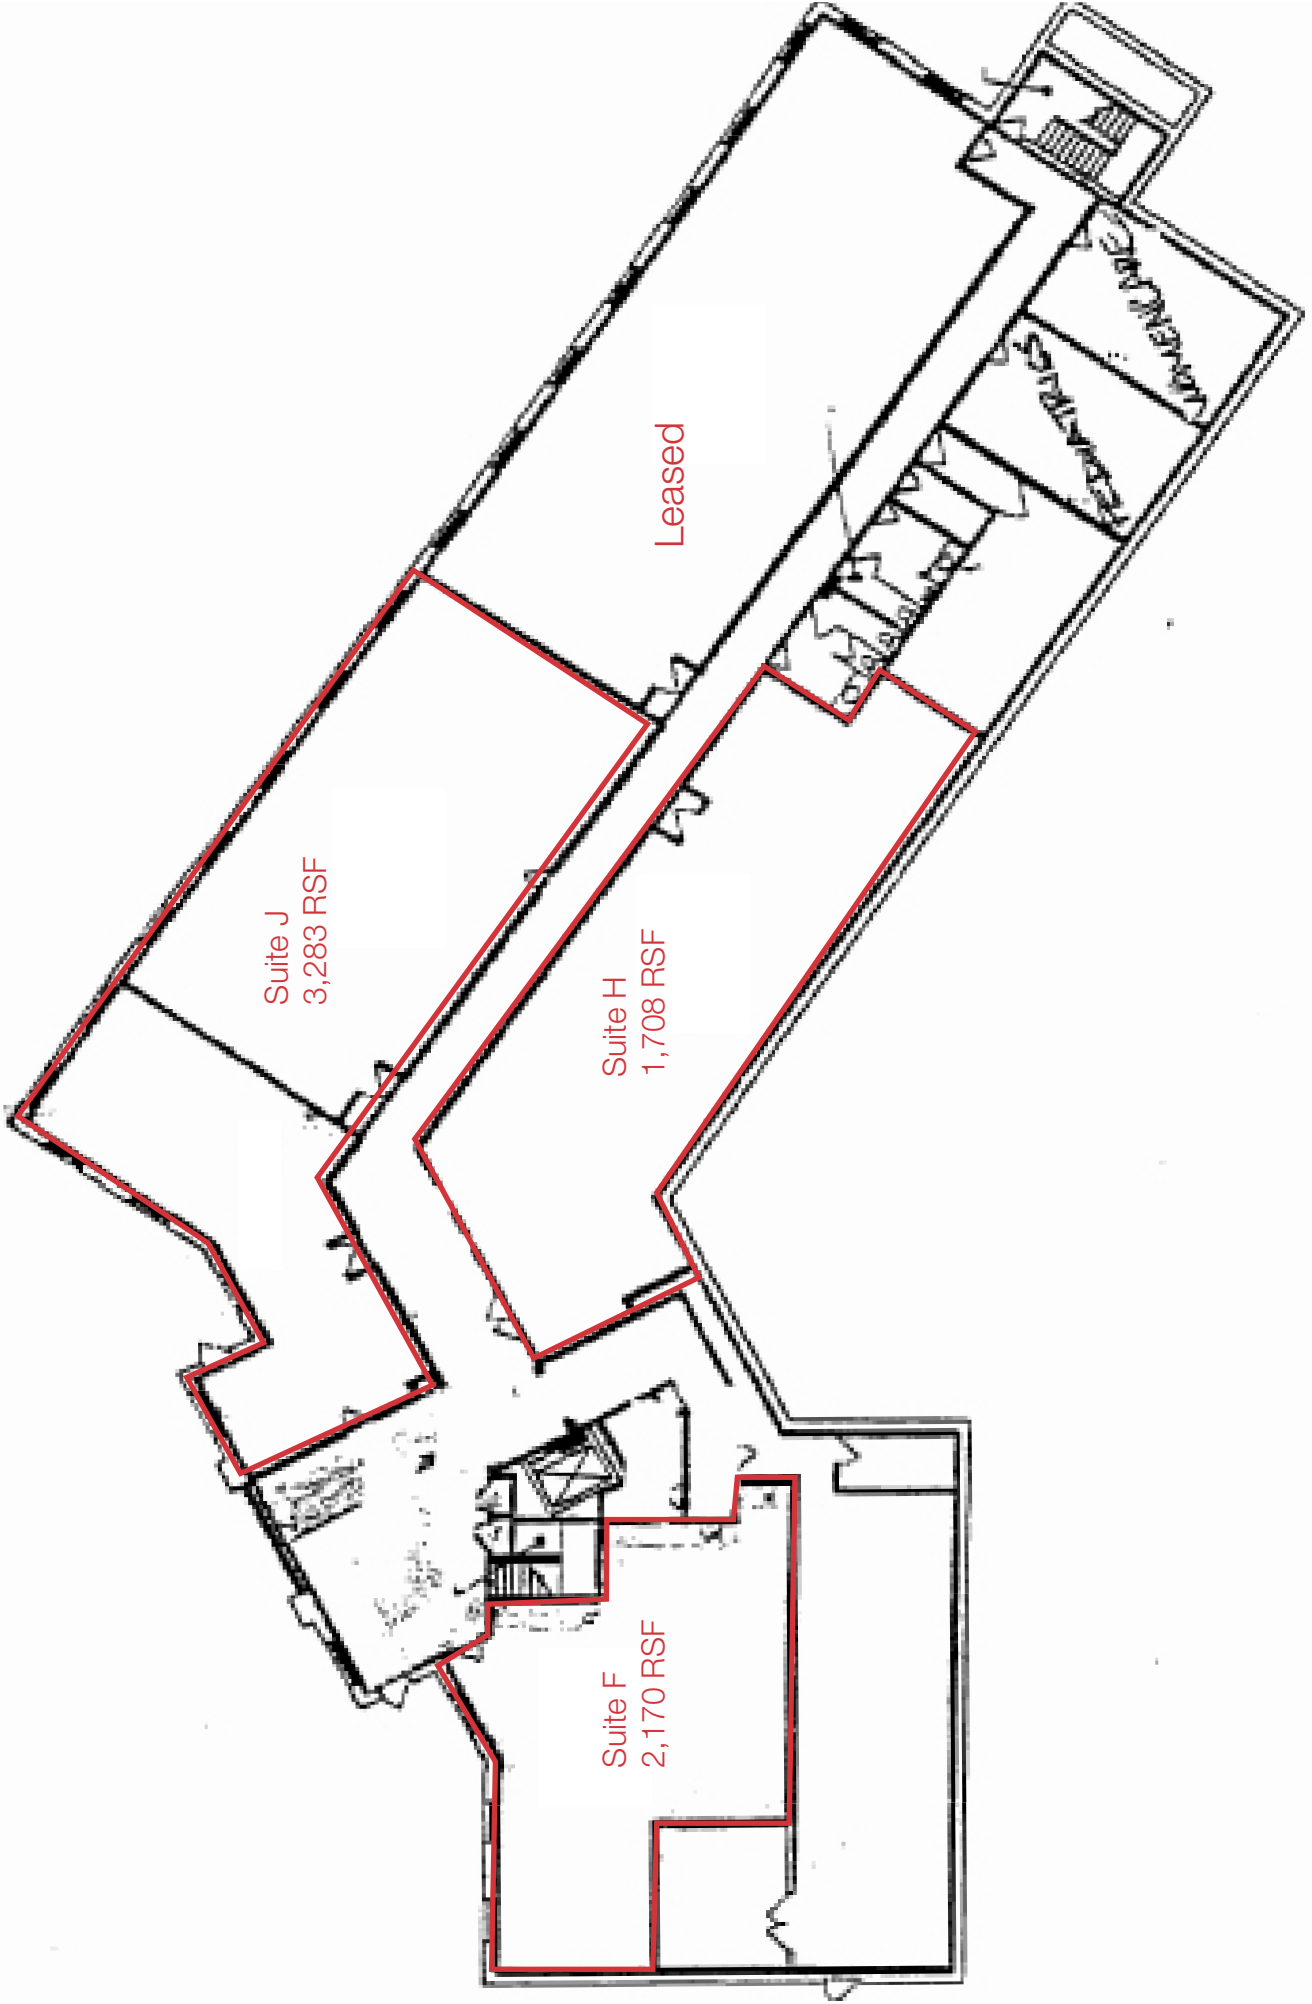 Leased
Suite J
3,283 RSF
Suite H
1,708 RSF
Suite F
2,170 RSF